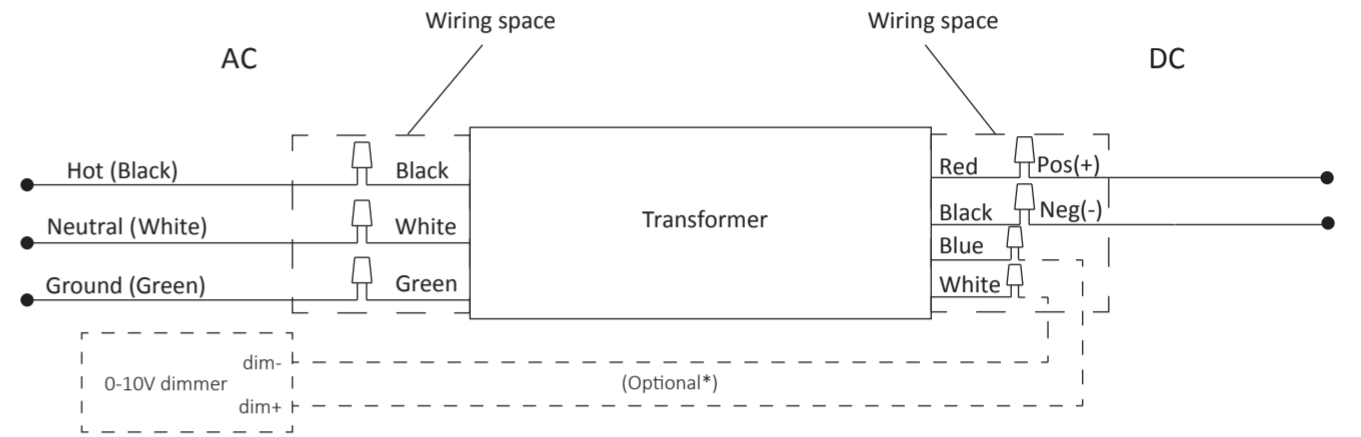 Wiring space
Wiring space
AC
DC
Hot (Black)
Black
Red
Pos(+)
Neutral (White)
White
Transformer
Black
Neg(-)
Blue
Ground (Green)
Green
White
dim-
0-10V dimmer
(Optional*)
dim+